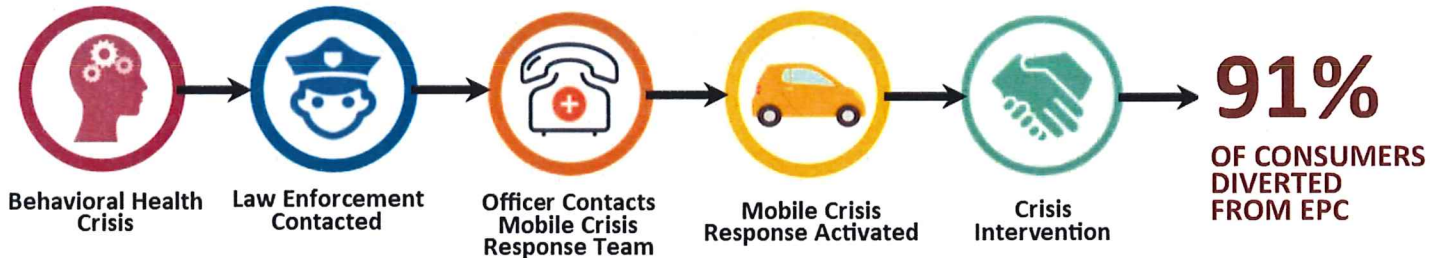 Behavioral Health
Crisis
Law Enforcement
Contacted
Officer Contacts
Mobile Crisis
Response Team
Mobile Crisis
Response Activated
Crisis
Intervention
91%
OF CONSUMERS
DIVERTED
FROM EPC